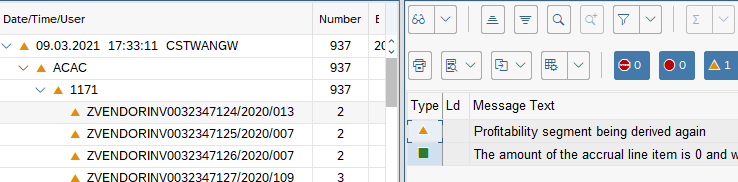 Date/Time/User Number E
09.03.2021 17:33:11 CSTWANGW 937 20
ACAC 937
1171 937
ZVENDORINV0032347124/2020/013 2
ZVENDORINV0032347125/2020/007 2
ZVENDORINV0032347126/2020/007 2
ZVENDORINV0032347127/2020/109 3
0 0 1
Type Ld Message Text
Profitability segment being derived again
The amount of the accrual line item is 0 and w